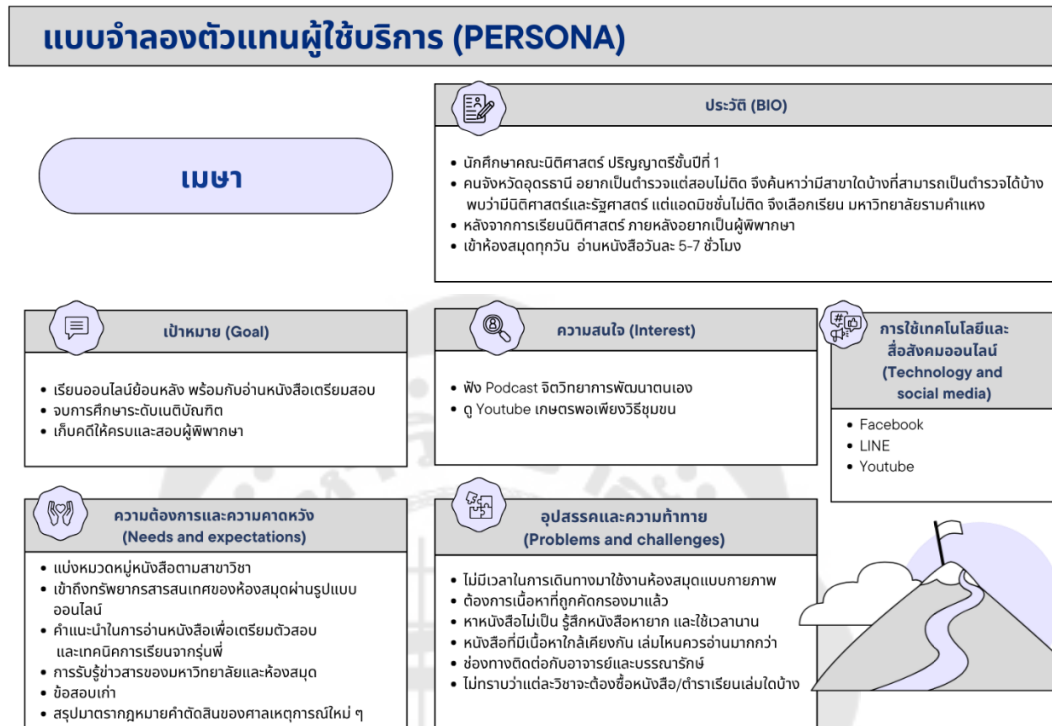 แบบจำลองตัวแทนผู้ใช้บริการ (PERSONA)
เมษา
ประวัติ (BIO)
• นักศึกษาคณะนิติศาสตร์ ปริญญาตรีชั้นปีที่ 1
• คนจังหวัดอุดรธานี อยากเป็นตำรวจแต่สอบไม่ติด จึงค้นหาว่ามีสาขาใดบ้างที่สามารถเป็นตำรวจได้บ้าง
พบว่ามีนิติศาสตร์และรัฐศาสตร์ แต่แอดมิชชั่นไม่ติด จึงเลือกเรียน มหาวิทยาลัยรามคำแหง
• หลังจากการเรียนนิติศาสตร์ ภายหลังอยากเป็นผู้พิพากษา
• เข้าห้องสมุดทุกวัน อ่านหนังสือวันละ 5-7 ชั่วโมง
เป้าหมาย (Goal)
• เรียนออนไลน์ย้อนหลัง พร้อมกับอ่านหนังสือเตรียมสอบ
• จบการศึกษาระดับเนติบัณฑิต
• เก็บคดีให้ครบและสอบผู้พิพากษา
ความสนใจ (Interest)
• ฟัง Podcast จิตวิทยาการพัฒนาตนเอง
• ดู Youtube เกษตรพอเพียงวิธีชุมขน
การใช้เทคโนโลยีและ
สื่อสังคมออนไลน์
(Technology and
social media)
• Facebook
• LINE
• Youtube
ความต้องการและความคาดหวัง
(Needs and expectations)
• แบ่งหมวดหมู่หนังสือตามสาขาวิชา
• เข้าถึงทรัพยากรสารสนเทศของห้องสมุดผ่านรูปแบบ
ออนไลน์
• คำแนะนำในการอ่านหนังสือเพื่อเตรียมตัวสอบ
และเทคนิคการเรียนจากรุ่นพี่
• การรับรู้ข่าวสารของมหาวิทยาลัยและห้องสมุด
• ข้อสอบเก่า
• สรุปมาตรากฎหมายคำตัดสินของศาลเหตุการณ์ใหม่ ๆ
อุปสรรคและความท้าทาย
(Problems and challenges)
• ไม่มีเวลาในการเดินทางมาใช้งานห้องสมุดแบบกายภาพ
• ต้องการเนื้อหาที่ถูกคัดกรองมาแล้ว
• หาหนังสือไม่เป็น รู้สึกหนังสือหายาก และใช้เวลานาน
• หนังสือที่มีเนื้อหาใกล้เคียงกัน เล่มไหนควรอ่านมากกว่า
• ช่องทางติดต่อกับอาจารย์และบรรณารักษ์
• ไม่ทราบว่าแต่ละวิชาจะต้องซื้อหนังสือ/ตำราเรียนเล่มใดบ้าง